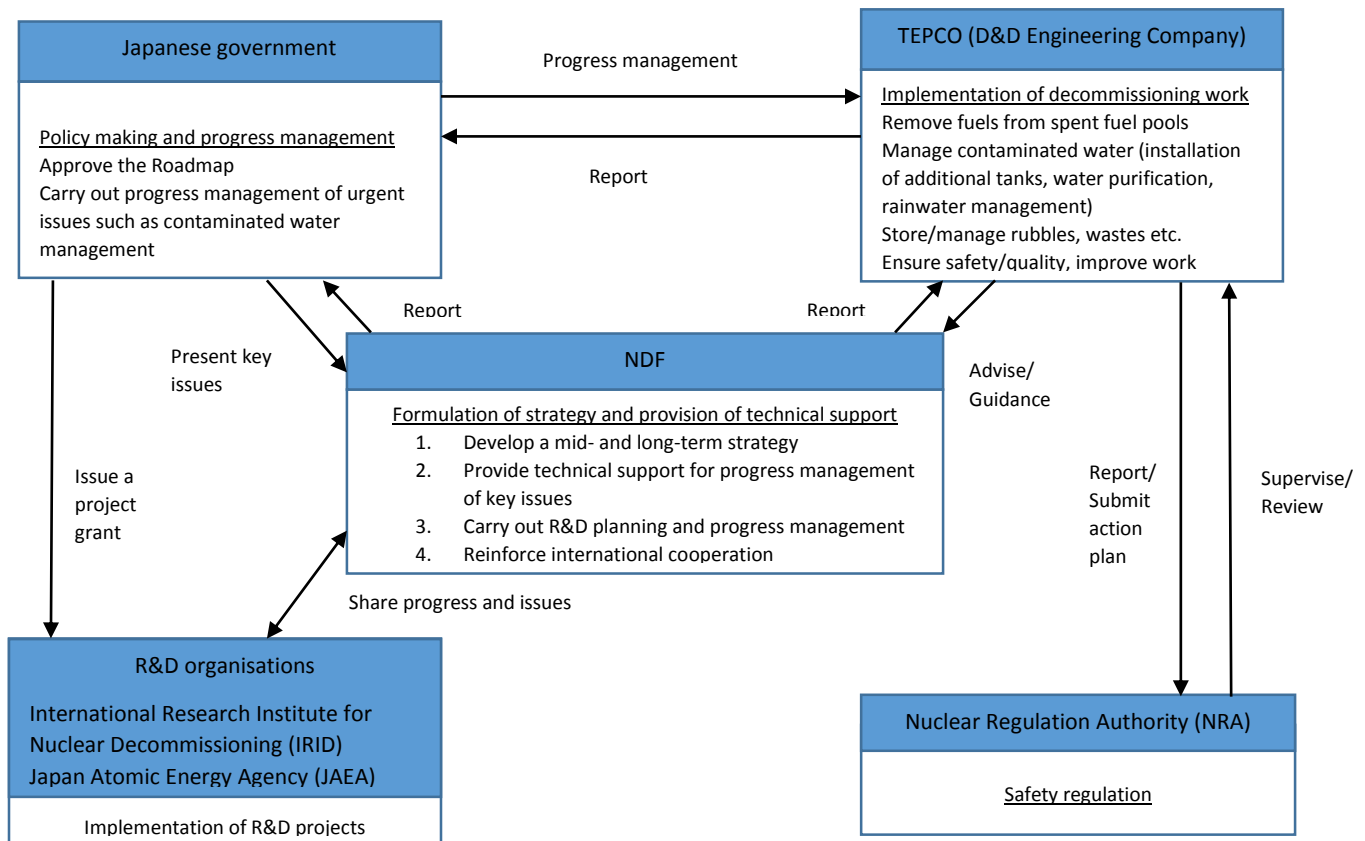 Japanese government
Policy making and progress management
Approve the Roadmap
Carry out progress management of urgent
issues such as contaminated water
management
Progress management
Report
TEPCO (D&D Engineering Company)
Implementation of decommissioning work
Remove fuels from spent fuel pools
Manage contaminated water (installation
of additional tanks, water purification,
rainwater management)
Store/manage rubbles, wastes etc.
Ensure safety/quality, improve work
Report
Report
Present key
issues
NDF
Formulation of strategy and provision of technical support
1. Develop a mid- and long-term strategy
2. Provide technical support for progress management
of key issues
3. Carry out R&D planning and progress management
4. Reinforce international cooperation
Advise/
Guidance
Issue a
project
grant
Report/
Submit
action
plan
Supervise/
Review
Share progress and issues
R&D organisations
International Research Institute for
Nuclear Decommissioning (IRID)
Japan Atomic Energy Agency (JAEA)
Implementation of R&D projects
Nuclear Regulation Authority (NRA)
Safety regulation